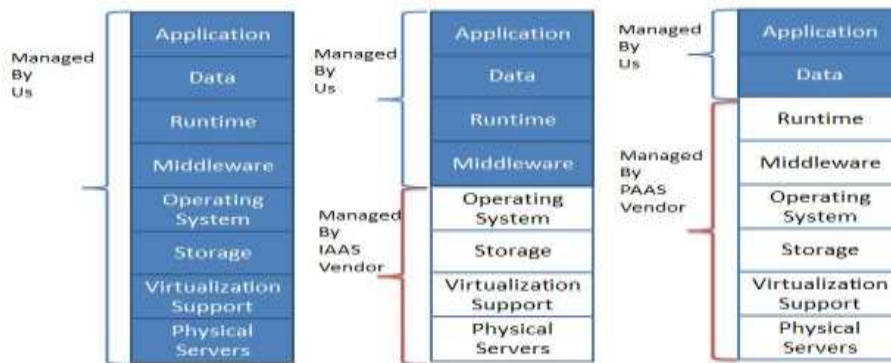 Managed
By
Us
Application
Data
Runtime
Middleware
Operating
System
Storage
Virtualization
Support
Physical
Servers
Managed
By
Us
Managed
By
IAAS
Vendor
Application
Data
Runtime
Middleware
Operating
System
Storage
Virtualization
Support
Physical
Servers
Managed
By
Us
Managed
By
PAAS
Vendor
Application
Data
Runtime
Middleware
Operating
System
Storage
Virtualization
Support
Physical
Servers